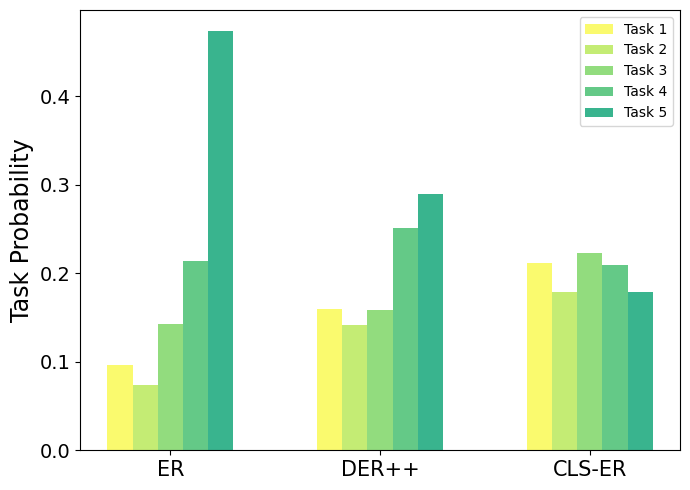 Task Probability
0.4
0.3
0.2
0.1
0.0
ER
DER++
CLS-ER
Task 1
Task 2
Task 3
Task 4
Task 5